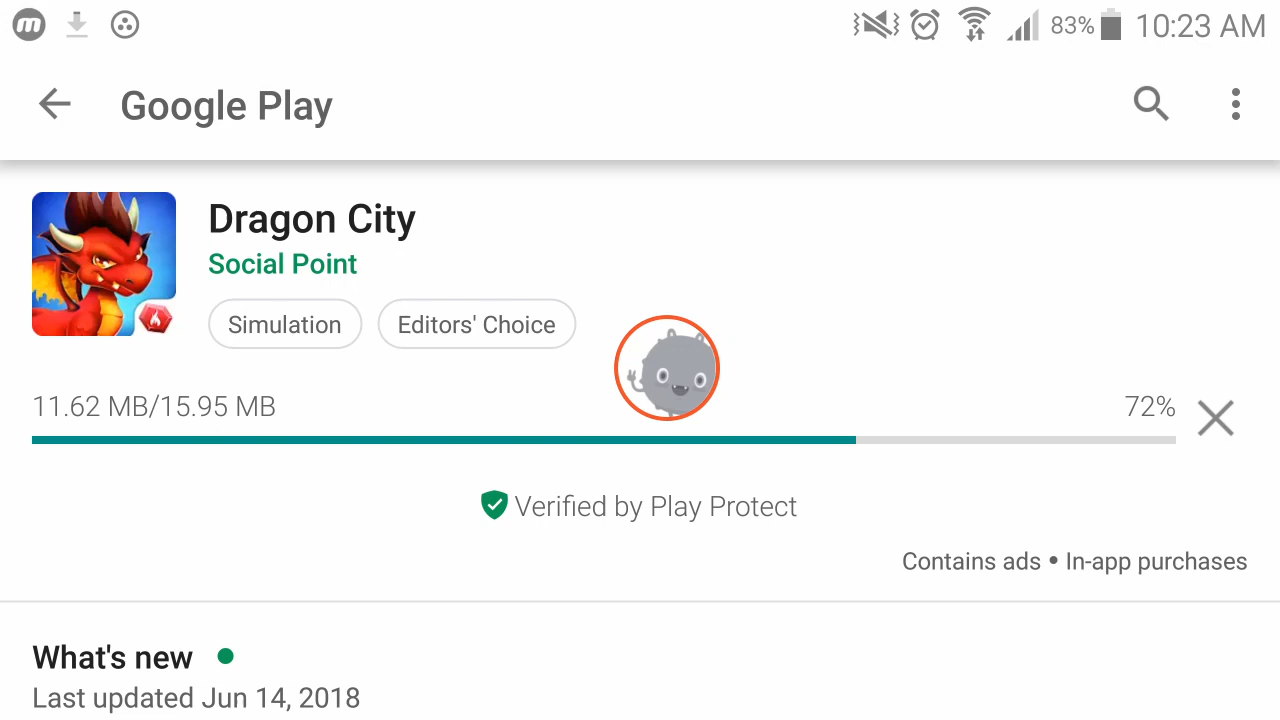 83% 10:23 AM
Google Play
Dragon City
Social Point
Simulation Editors' Choice
11.62 MB/15.95 MB 72%
Verified by Play Protect
Contains ads • In-app purchases
What's new
Last updated Jun 14, 2018